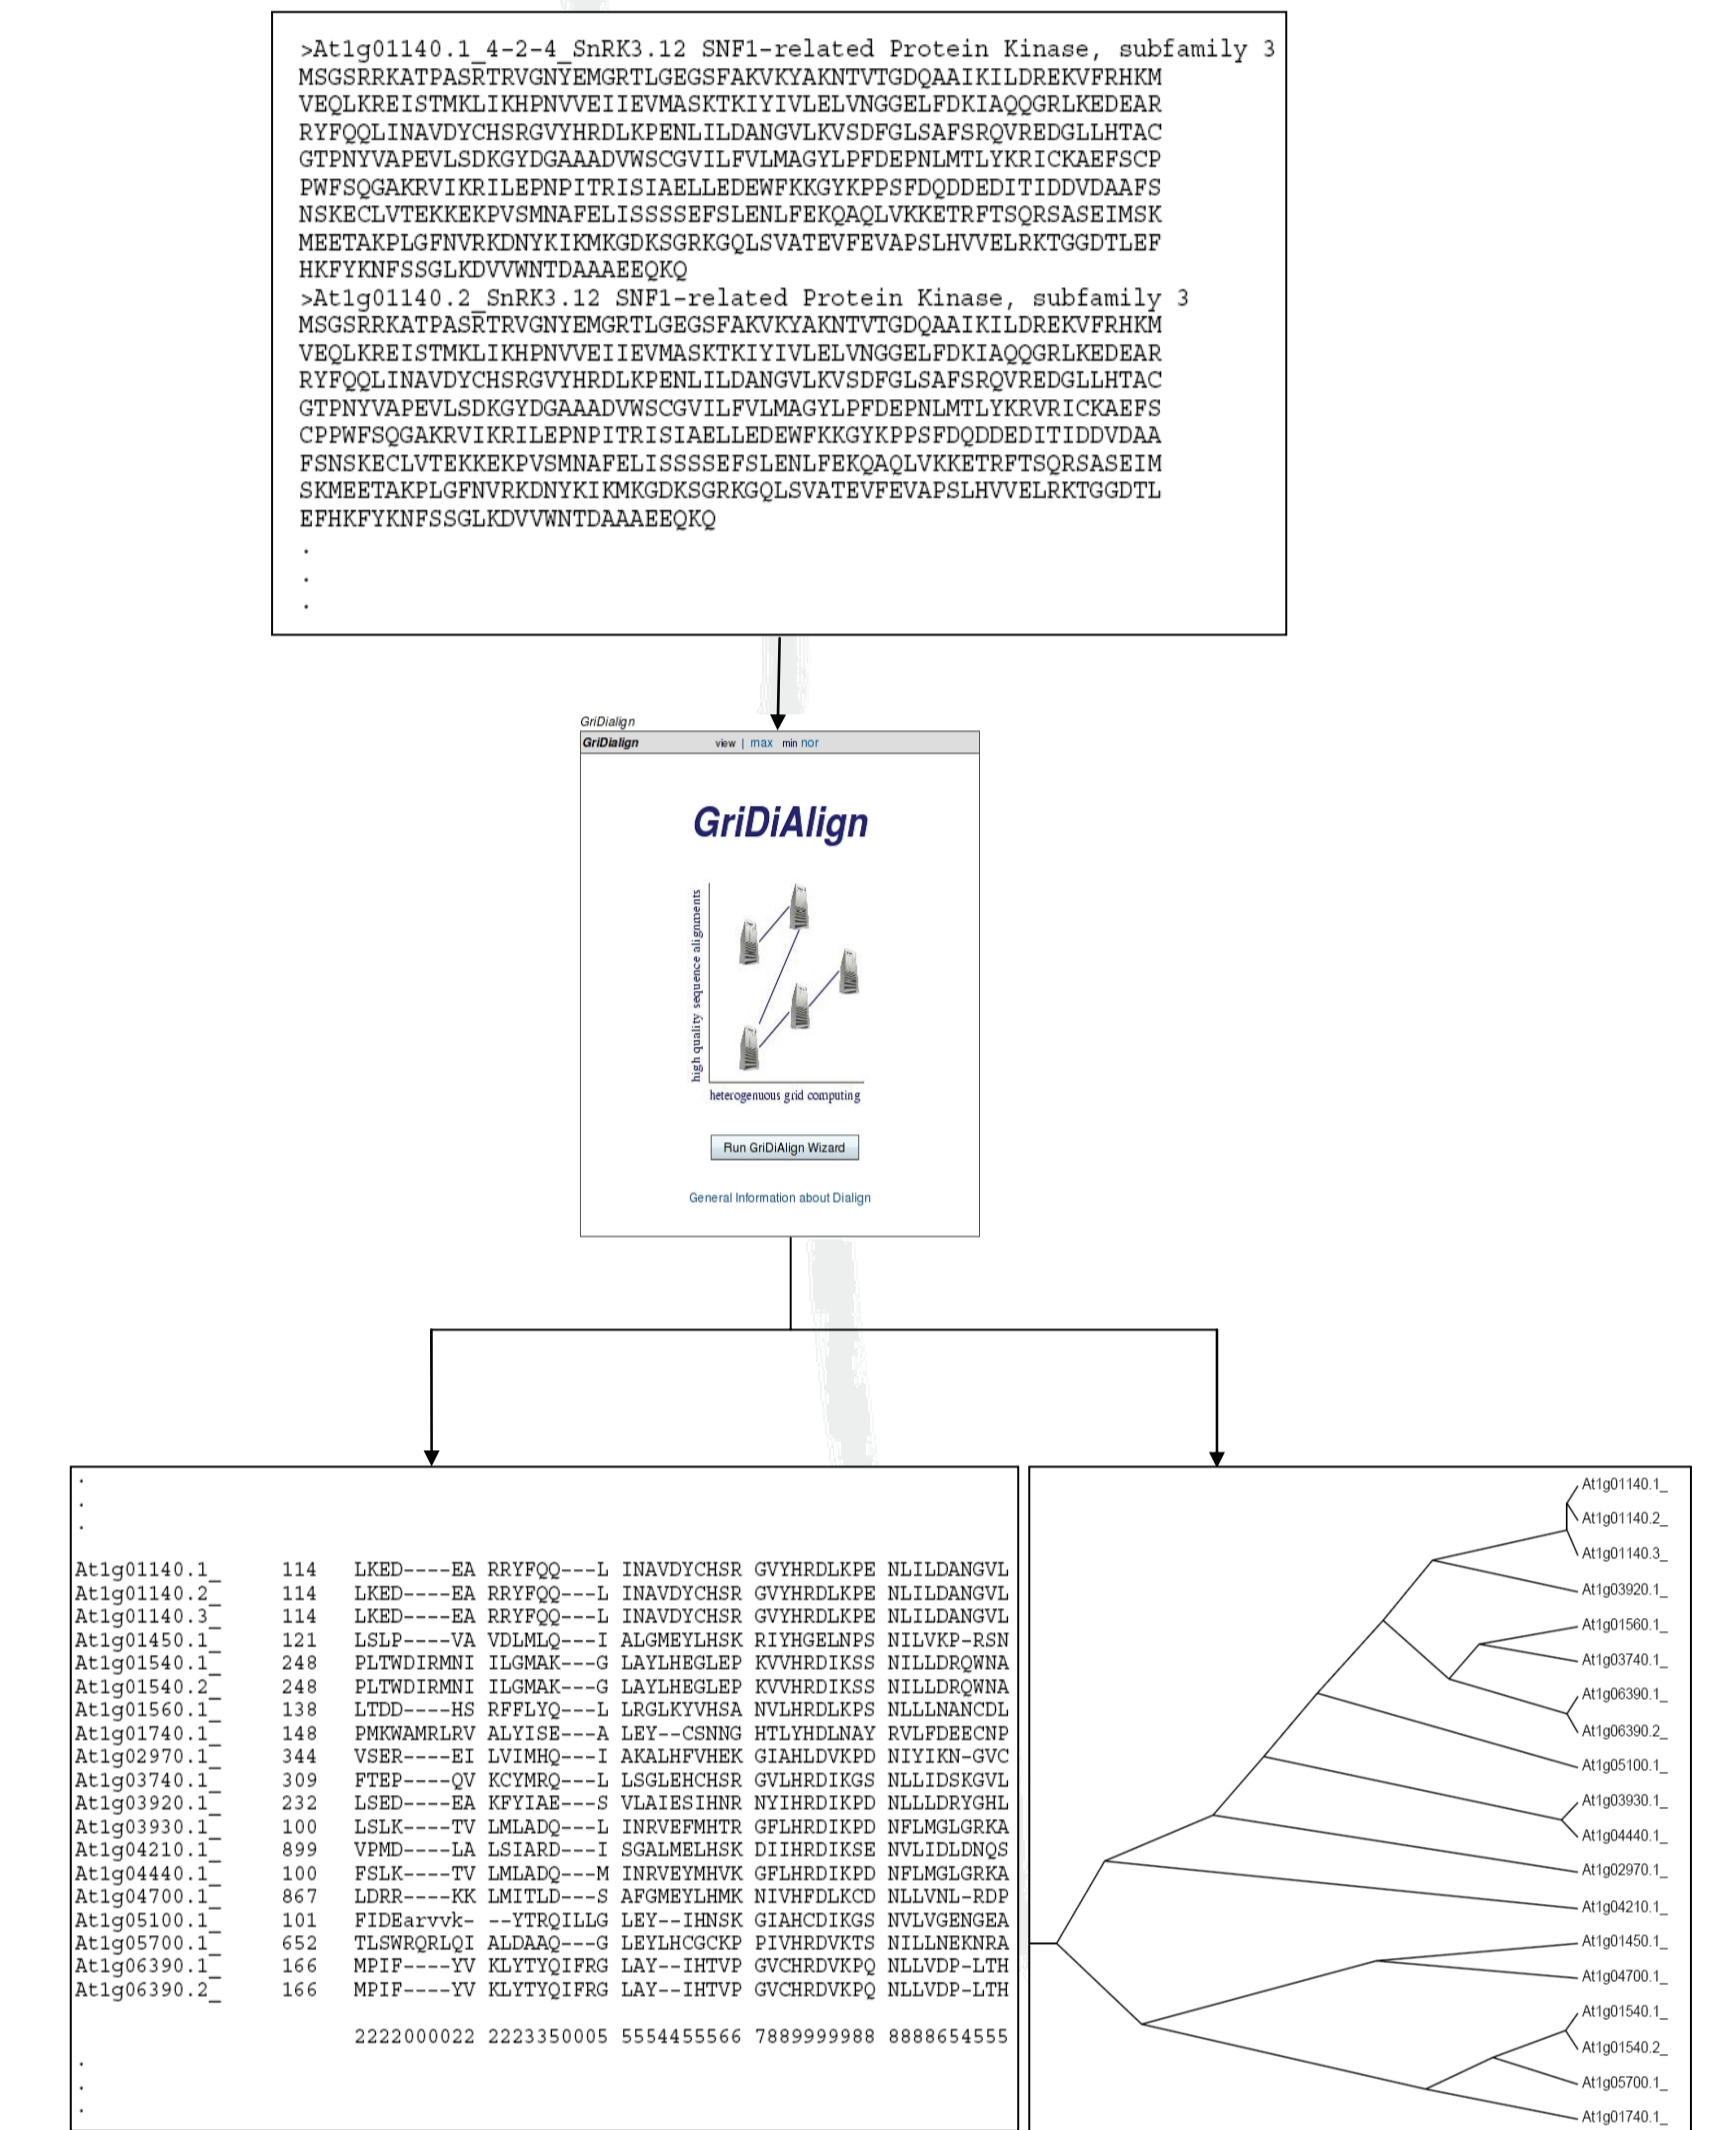 >At1g01140.1_4-2-4_SnRK3.12 SNF1-related Protein Kinase, subfamily 3
MSGSRRKATPASRTRVGNYEMGRTLGEGSFAKVKYAKNTVTGDQAAIKILDREKVFRHKM
VEQLKREISTMKLIKHPNVVEIIEVMASKTKIYIVLELVNGGELFDKIAQQGRLKEDEAR
RYFQQLINAVDYCHSRGVYHRDLKPENLILDANGVLKVSDFGLSAFSRQVREDGLLHTAC
GTPNYVAPEVLSDKGYDGAAADVWSCGVILFVLMAGYLPFDEPNLMTLYKRICKAEFSCP
PWFSQGAKRVIKRILEPNPITRISIAELLEDEWFKKGYKPPSFDQDDEDITIDDVDAAFS
NSKECLVTEKKEKPVSMNAFELISSSSEFSLENLFEKQAQLVKKETRFTSQRSASEIMSK
MEETAKPLGFNVRKDNYKIKMKGDKSGRKGQLSVATEVFEVAPSLHVVELRKTGGDTLEF
HKFYKNFSSGLKDVVWNTDAAAEEQKQ
>At1g01140.2_SnRK3.12 SNF1-related Protein Kinase, subfamily 3
MSGSRRKATPASRTRVGNYEMGRTLGEGSFAKVKYAKNTVTGDQAAIKILDREKVFRHKM
VEQLKREISTMKLIKHPNVVEIIEVMASKTKIYIVLELVNGGELFDKIAQQGRLKEDEAR
RYFQQLINAVDYCHSRGVYHRDLKPENLILDANGVLKVSDFGLSAFSRQVREDGLLHTAC
GTPNYVAPEVLSDKGYDGAAADVWSCGVILFVLMAGYLPFDEPNLMTLYKRVRICKAEFS
CPPWFSQGAKRVIKRILEPNPITRISIAELLEDEWFKKGYKPPSFDQDDEDITIDDVDAA
FSNSKECLVTEKKEKPVSMNAFELISSSSEFSLENLFEKQAQLVKKETRFTSQRSASEIM
SKMEETAKPLGFNVRKDNYKIKMKGDKSGRKGQLSVATEVFEVAPSLHVVELRKTGGDTL
EFHKFYKNFSSGLKDVVWNTDAAAEEQKQ
.
.
.
GriDialign
GriDialign view | max min nor
GriDiAlign
high quality sequence alignments
heterogenuous grid computing
Run GriDiAlign Wizard
General Information about Dialign
.
.
.
At1g01140.1_ 114 LKED----EA RRYFQQ---L INAVDYCHSR GVYHRDLKPE NLILDANGVL
At1g01140.2_ 114 LKED----EA RRYFQQ---L INAVDYCHSR GVYHRDLKPE NLILDANGVL
At1g01140.3_ 114 LKED----EA RRYFQQ---L INAVDYCHSR GVYHRDLKPE NLILDANGVL
At1g01450.1_ 121 LSLP----VA VDLMLQ---I ALGMEYLHSK RIYHGELNPS NILVKP-RSN
At1g01540.1_ 248 PLTWDIRMNI ILGMAK---G LAYLHEGLEP KVVHRDIKSS NILLDRQWNA
At1g01540.2_ 248 PLTWDIRMNI ILGMAK---G LAYLHEGLEP KVVHRDIKSS NILLDRQWNA
At1g01560.1_ 138 LTDD----HS RFFLYQ---L LRGLKYVHSA NVLHRDLKPS NLLLNANCDL
At1g01740.1_ 148 PMKWAMRLRV ALYISE---A LEY--CSNNG HTLYHDLNAY RVLFDEECNP
At1g02970.1_ 344 VSER----EI LVIMHQ---I AKALHFVHEK GIAHLDVKPD NIYIKN-GVC
At1g03740.1_ 309 FTEP----QV KCYMRQ---L LSGLEHCHSR GVLHRDIKGS NLLIDSKGVL
At1g03920.1_ 232 LSED----EA KFYIAE---S VLAIESIHNR NYIHRDIKPD NLLLDRYGHL
At1g03930.1_ 100 LSLK----TV LMLADQ---L INRVEFMHTR GFLHRDIKPD NFLMGLGRKA
At1g04210.1_ 899 VPMD----LA LSIARD---I SGALMELHSK DIIHRDIKSE NVLIDLDNQS
At1g04440.1_ 100 FSLK----TV LMLADQ---M INRVEYMHVK GFLHRDIKPD NFLMGLGRKA
At1g04700.1_ 867 LDRR----KK LMITLD---S AFGMEYLHMK NIVHFDLKCD NLLVNL-RDP
At1g05100.1_ 101 FIDEarvvk- --YTRQILLG LEY--IHNSK GIAHCDIKGS NVLVGENGEA
At1g05700.1_ 652 TLSWRQRLQI ALDAAQ---G LEYLHCGCKP PIVHRDVKTS NILLNEKNRA
At1g06390.1_ 166 MPIF----YV KLYTYQIFRG LAY--IHTVP GVCHRDVKPQ NLLVDP-LTH
At1g06390.2_ 166 MPIF----YV KLYTYQIFRG LAY--IHTVP GVCHRDVKPQ NLLVDP-LTH
2222000022 2223350005 5554455566 7889999988 8888654555
.
.
.
At1g01140.1_
At1g01140.2_
At1g01140.3_
At1g03920.1_
At1g01560.1_
At1g03740.1_
At1g06390.1_
At1g06390.2_
At1g05100.1_
At1g03930.1_
At1g04440.1_
At1g02970.1_
At1g04210.1_
At1g01450.1_
At1g04700.1_
At1g01540.1_
At1g01540.2_
At1g05700.1_
At1g01740.1_